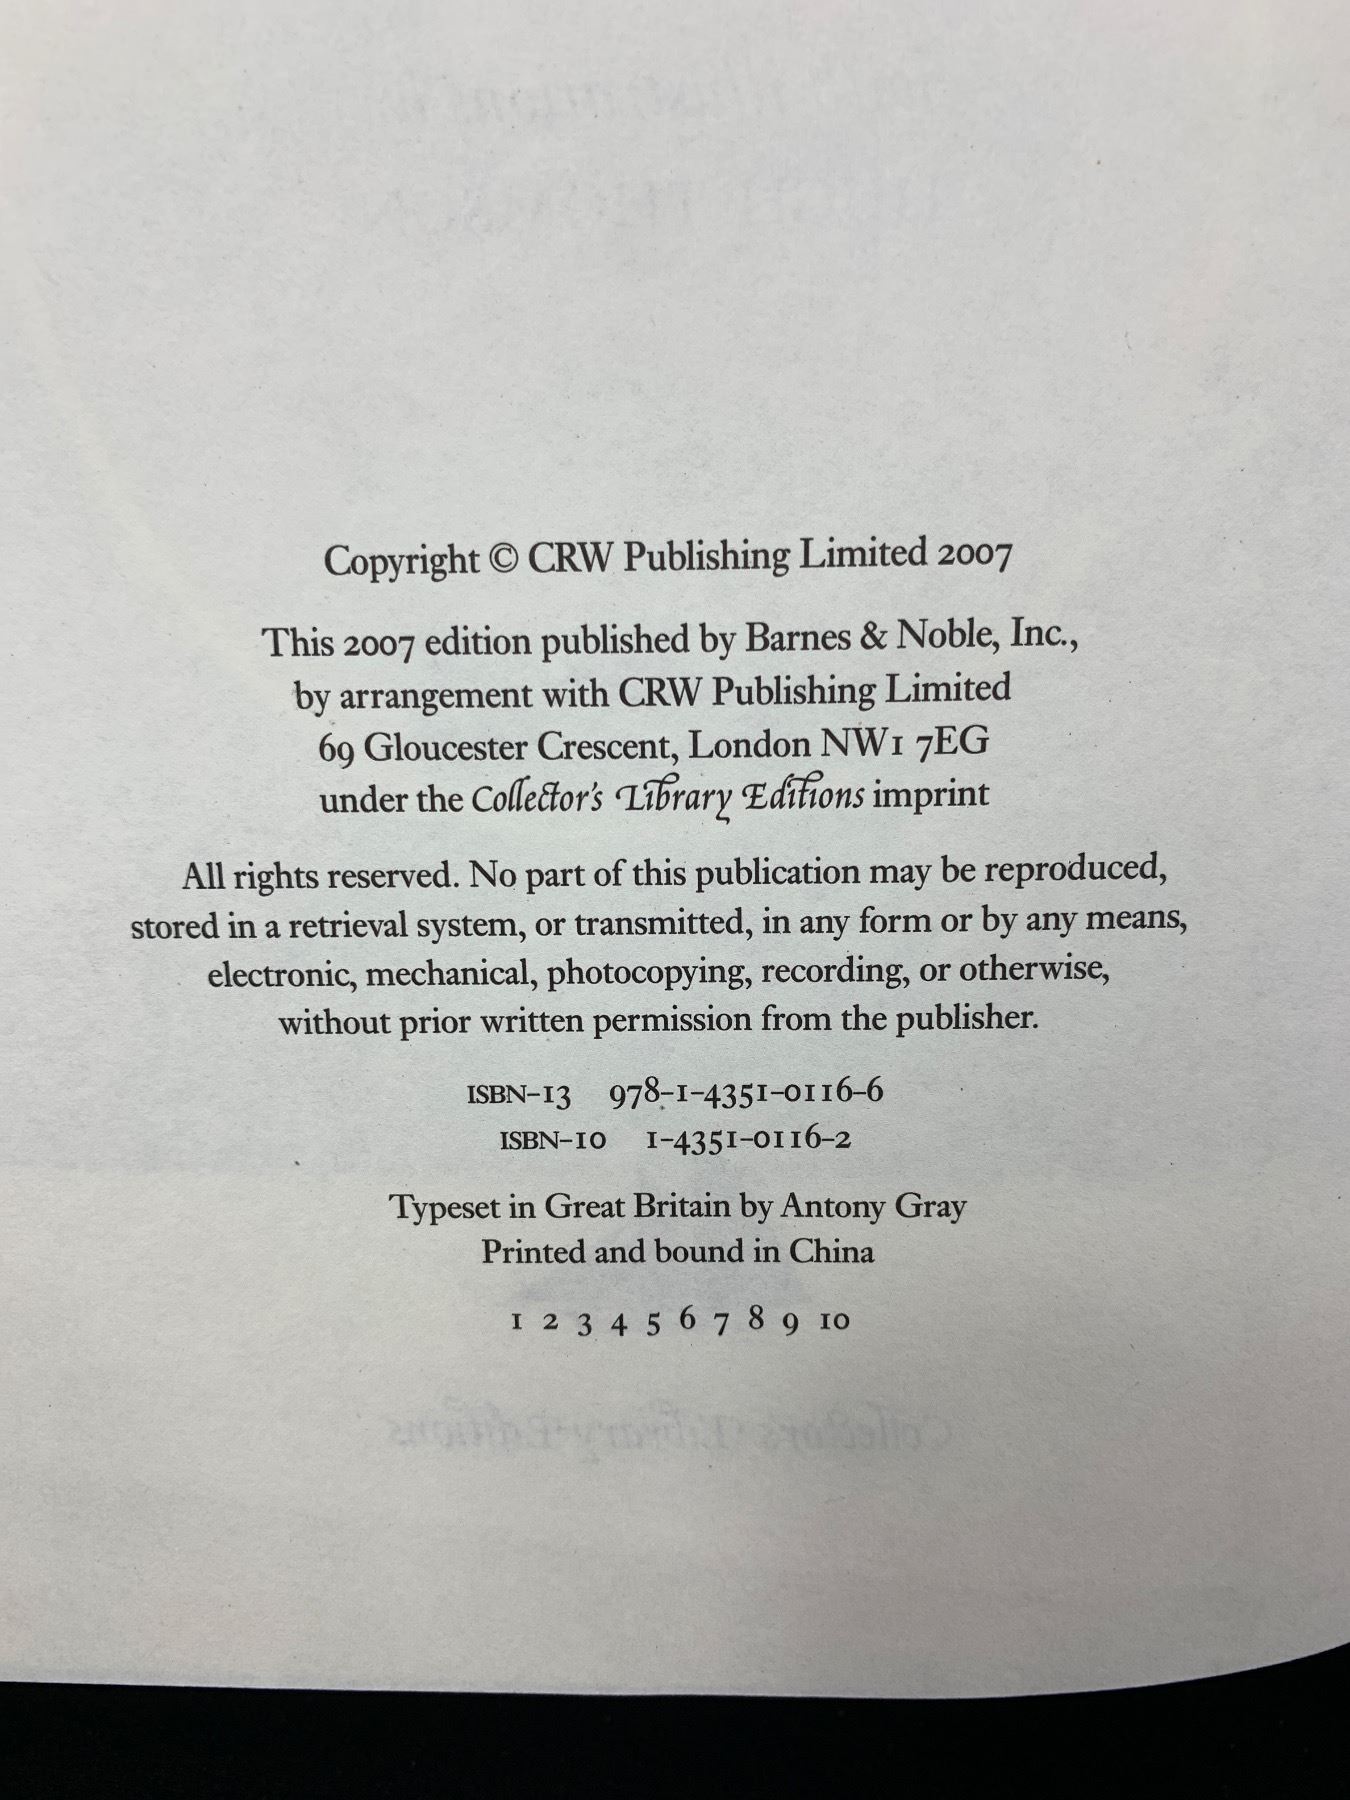 Copyright © CRW Publishing Limited 2007
This 2007 edition published by Barnes & Noble, Inc.,
by arrangement with CRW Publishing Limited
69 Gloucester Crescent, London NW1 7EG
under the Collector's Library Editions imprint
All rights reserved. No part of this publication may be reproduced,
stored in a retrieval system, or transmitted, in any form or by any means,
electronic, mechanical, photocopying, recording, or otherwise,
without prior written permission from the publisher.
ISBN-13 978-1-4351-0116-6
ISBN-10 1-4351-0116-2
Typeset in Great Britain by Antony Gray
Printed and bound in China
1 2 3 4 5 6 7 8 9 10
Collector's Library Editions